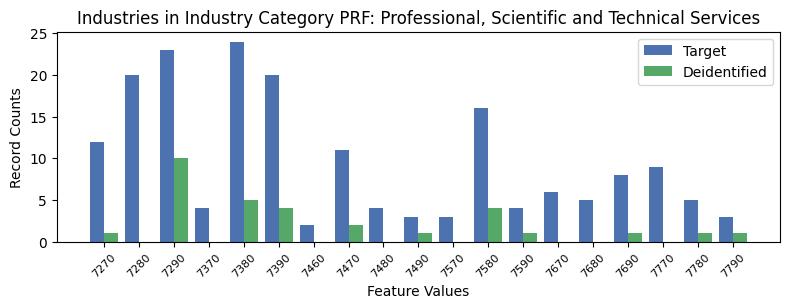 Industries in Industry Category PRF: Professional, Scientific and Technical Services
Record Counts
25
20
15
10
5
0
Target
Deidentified
7270 7280 7290 7370 7380 7390 7460 7470 7480 7490 7570 7580 7590 7670 7680 7690 7770 7780 7790
Feature Values